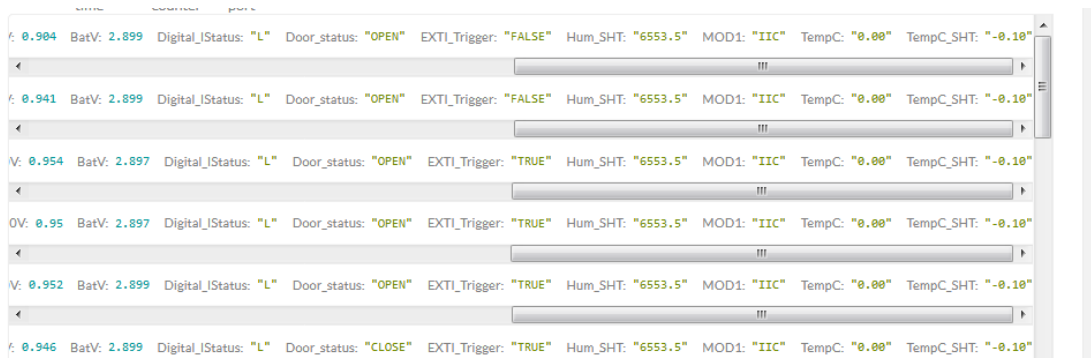 time counter port
V: 0.904 BatV: 2.899 Digital_IStatus: "L" Door_status: "OPEN" EXTI_Trigger: "FALSE" Hum_SHT: "6553.5" MOD1: "IIC" TempC: "0.00" TempC_SHT: "-0.10"
V: 0.941 BatV: 2.899 Digital_IStatus: "L" Door_status: "OPEN" EXTI_Trigger: "FALSE" Hum_SHT: "6553.5" MOD1: "IIC" TempC: "0.00" TempC_SHT: "-0.10"
V: 0.954 BatV: 2.897 Digital_IStatus: "L" Door_status: "OPEN" EXTI_Trigger: "TRUE" Hum_SHT: "6553.5" MOD1: "IIC" TempC: "0.00" TempC_SHT: "-0.10"
0V: 0.95 BatV: 2.897 Digital_IStatus: "L" Door_status: "OPEN" EXTI_Trigger: "TRUE" Hum_SHT: "6553.5" MOD1: "IIC" TempC: "0.00" TempC_SHT: "-0.10"
V: 0.952 BatV: 2.899 Digital_IStatus: "L" Door_status: "OPEN" EXTI_Trigger: "TRUE" Hum_SHT: "6553.5" MOD1: "IIC" TempC: "0.00" TempC_SHT: "-0.10"
V: 0.946 BatV: 2.899 Digital_IStatus: "L" Door_status: "CLOSE" EXTI_Trigger: "TRUE" Hum_SHT: "6553.5" MOD1: "IIC" TempC: "0.00" TempC_SHT: "-0.10"